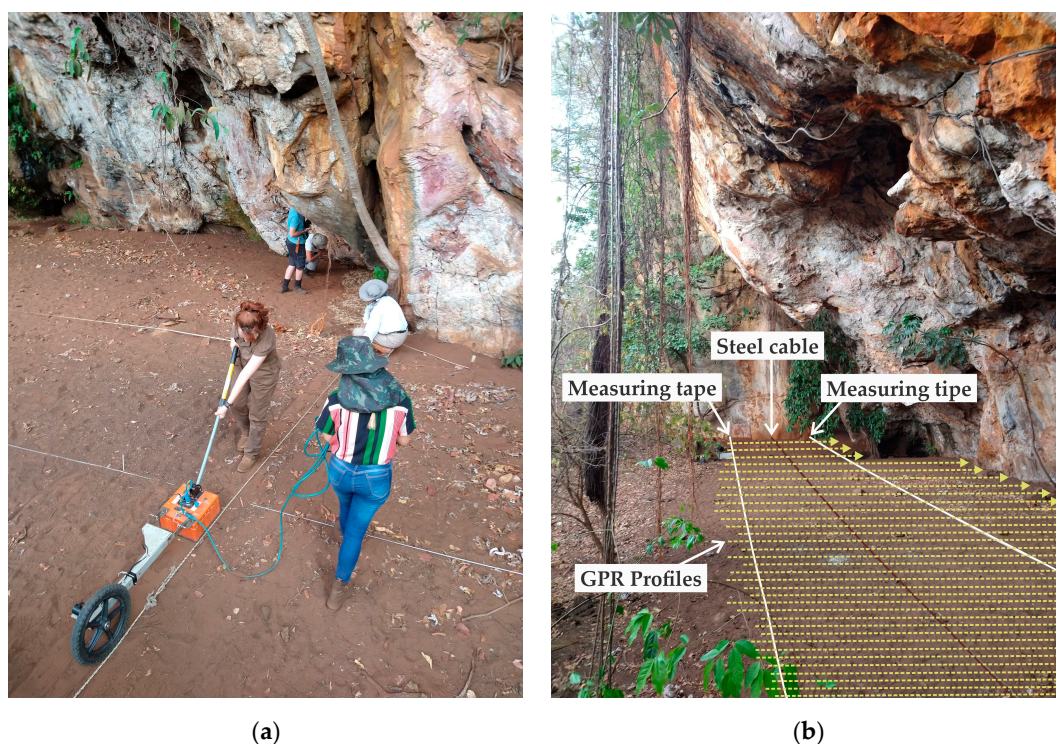 Steel cable
Measuring tape
Measuring tipe
GPR Profiles
(a)
(b)